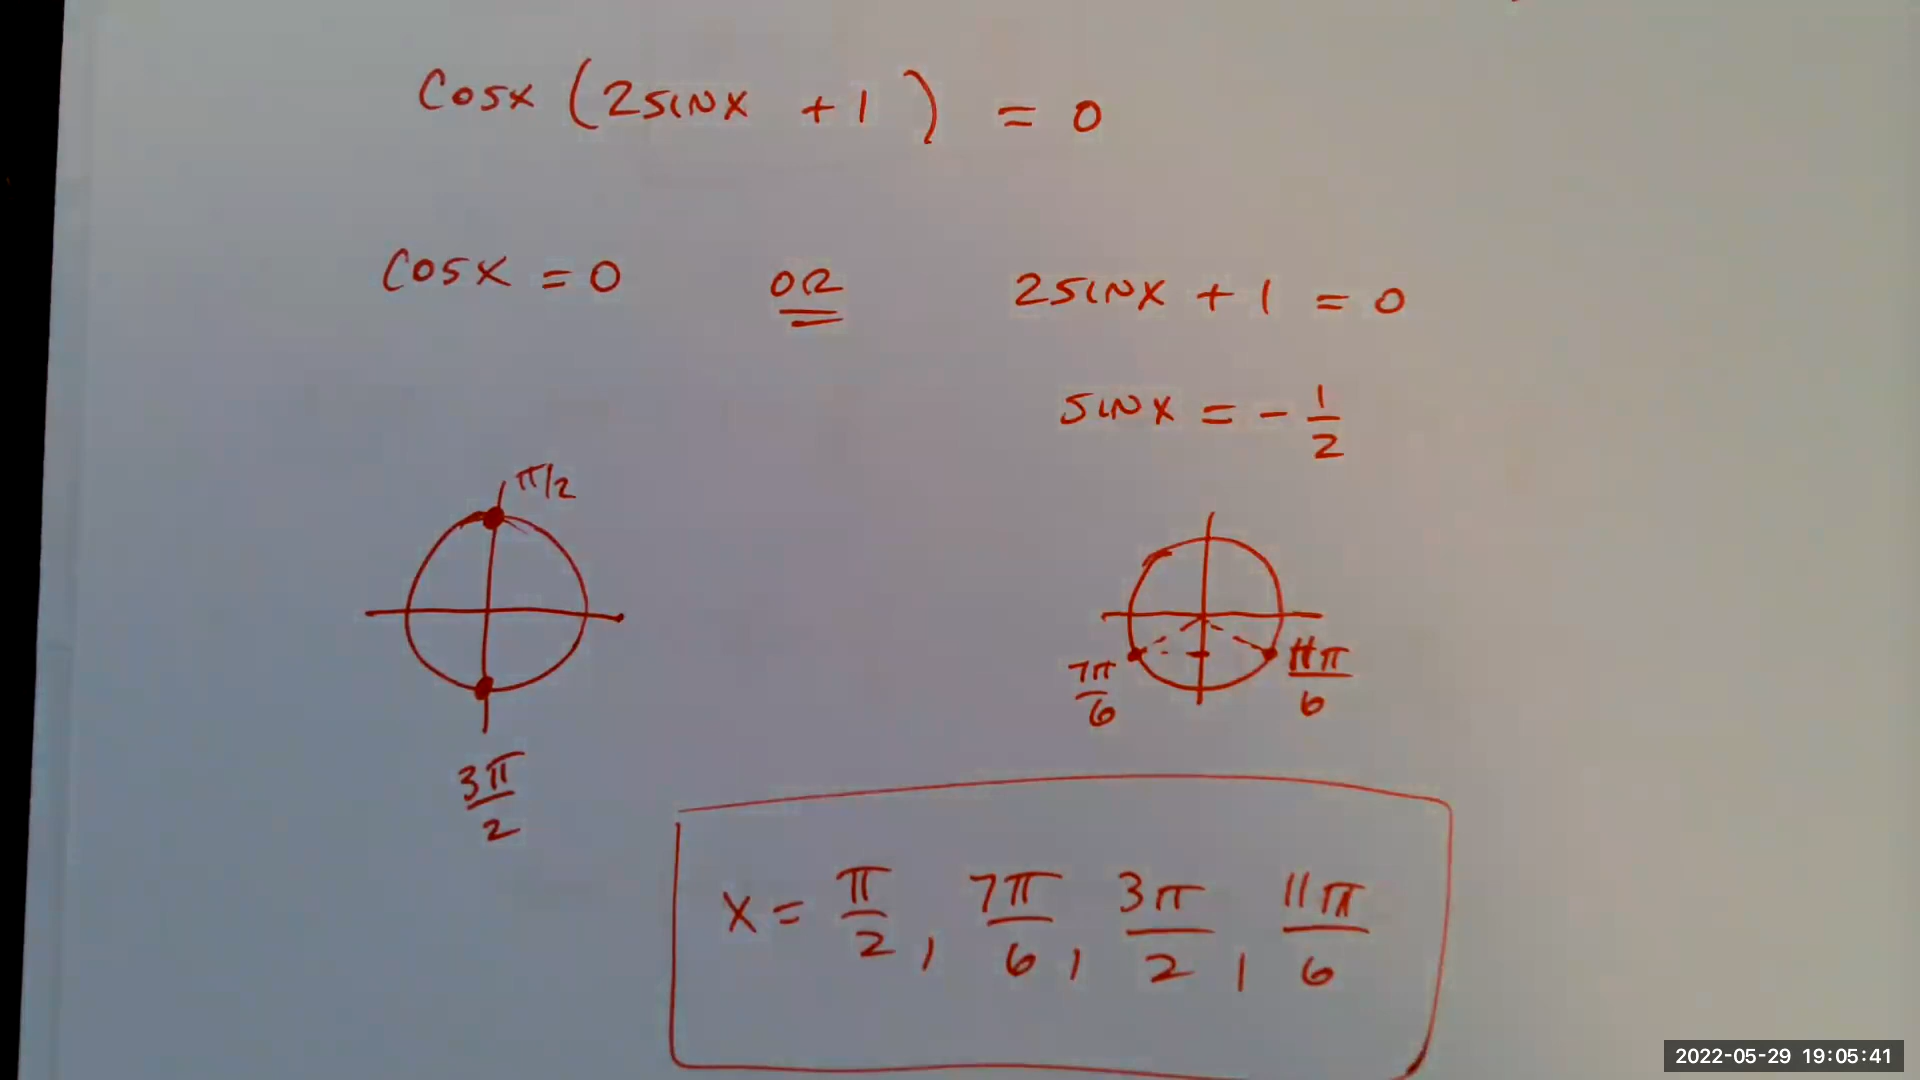 cosx (2sinx + 1) = 0
cosx = 0 OR 2sinx + 1 = 0
sinx = - 1/2
π/2
7π/6 11π/6
3π/2
x = π/2, 7π/6, 3π/2, 11π/6
2022-05-29 19:05:41